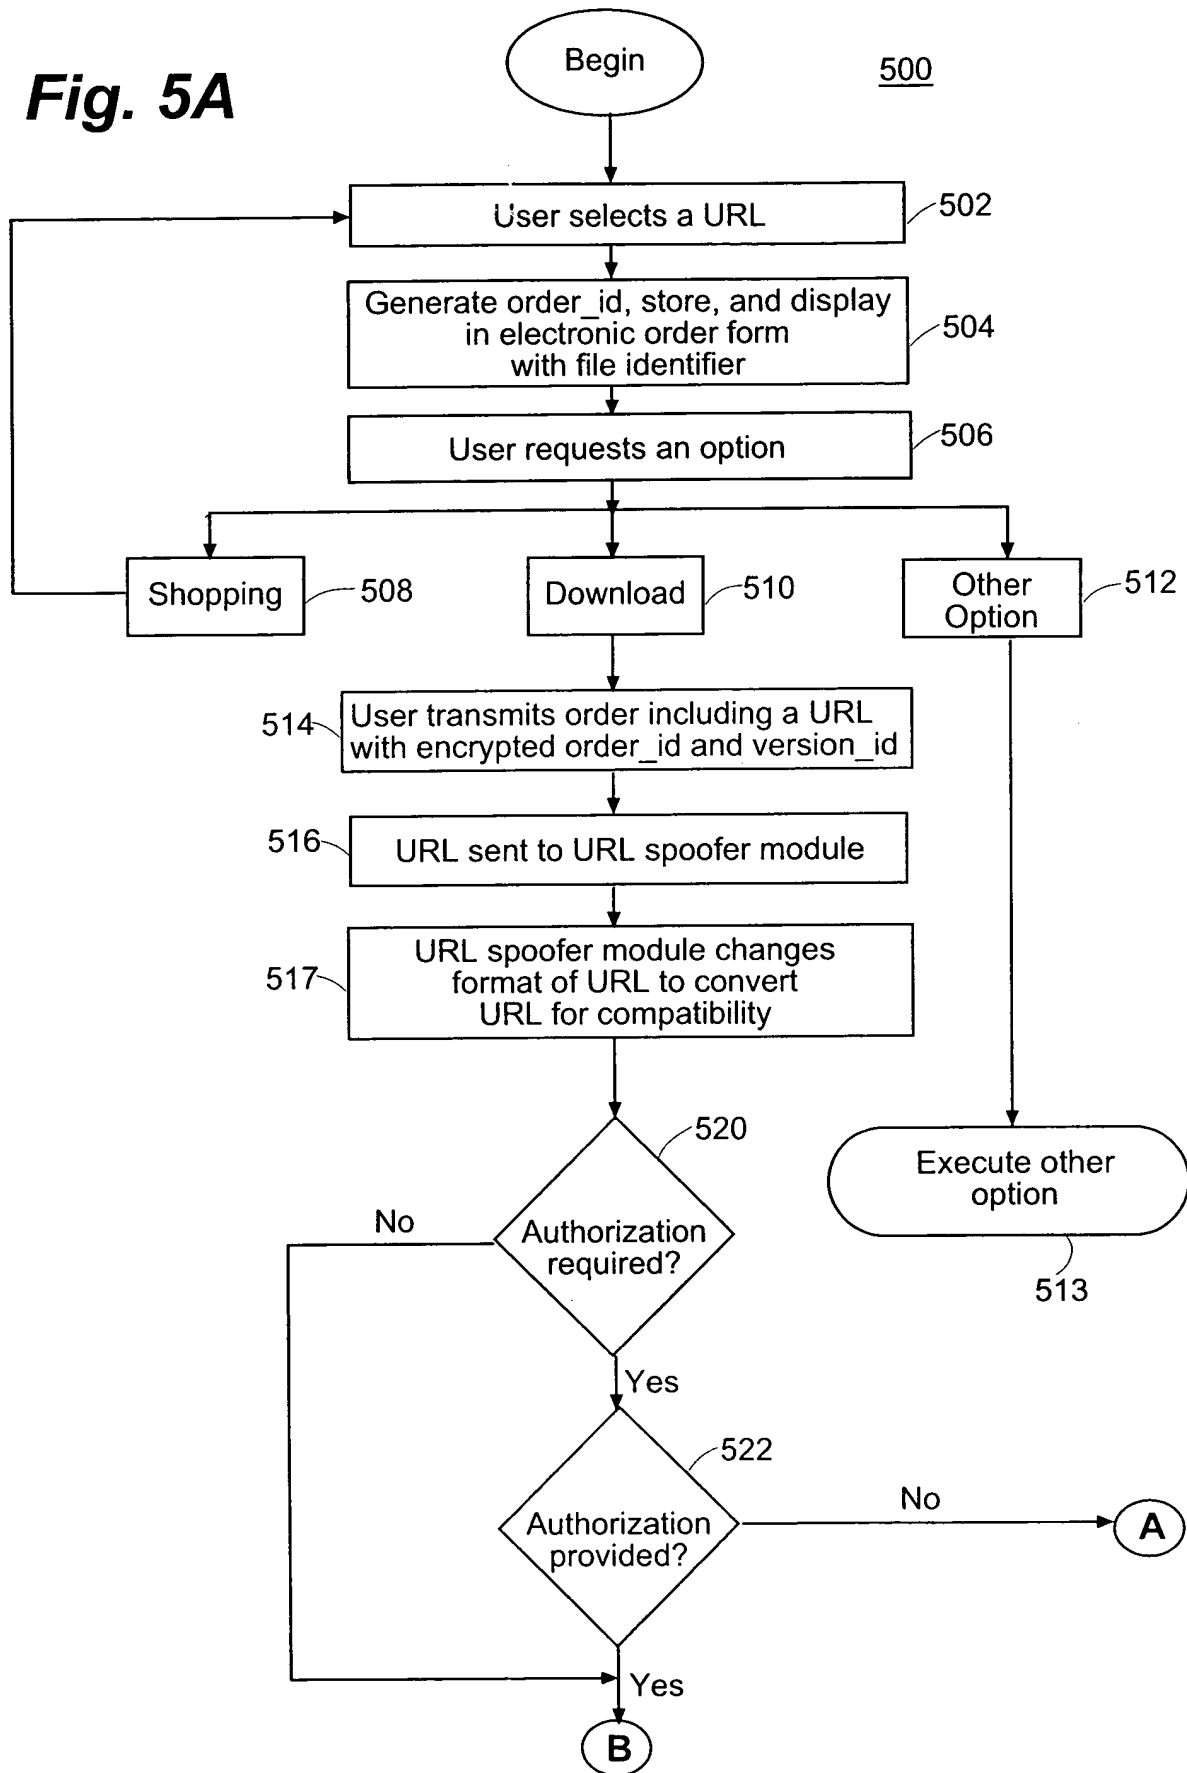 Fig. 5A
Begin
500
User selects a URL
502
Generate order_id, store, and display
in electronic order form
with file identifier
504
User requests an option
506
Shopping
508
Download
510
Other
Option
512
514
User transmits order including a URL
with encrypted order_id and version_id
516
URL sent to URL spoofer module
517
URL spoofer module changes
format of URL to convert
URL for compatibility
520
Authorization
required?
No
Execute other
option
513
Yes
522
Authorization
provided?
No
A
Yes
B